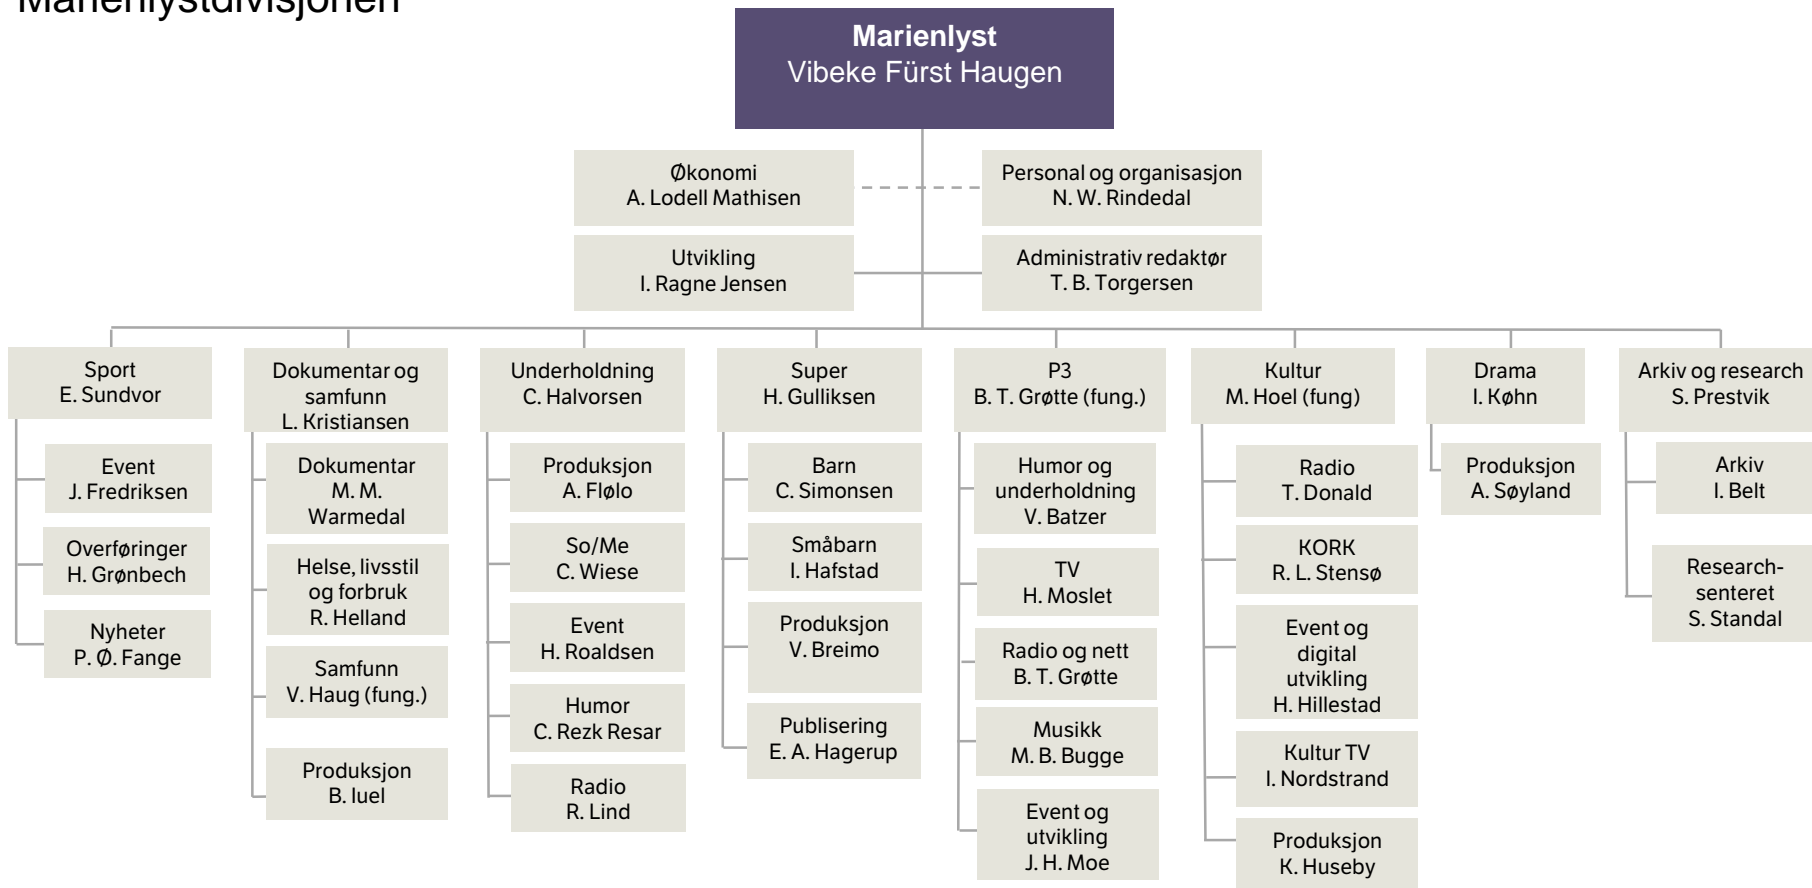 Marienlystdivisjonen
Marienlyst
Vibeke Fürst Haugen
Økonomi
A. Lodell Mathisen
Personal og organisasjon
N. W. Rindedal
Utvikling
I. Ragne Jensen
Administrativ redaktør
T. B. Torgersen
Sport
E. Sundvor
Event
J. Fredriksen
Overføringer
H. Grønbech
Nyheter
P. Ø. Fange
Dokumentar og
samfunn
L. Kristiansen
Dokumentar
M. M.
Warmedal
Helse, livsstil
og forbruk
R. Helland
Samfunn
V. Haug (fung.)
Produksjon
B. Iuel
Underholdning
C. Halvorsen
Produksjon
A. Flølo
So/Me
C. Wiese
Event
H. Roaldsen
Humor
C. Rezk Resar
Radio
R. Lind
Super
H. Gulliksen
Barn
C. Simonsen
Småbarn
I. Hafstad
Produksjon
V. Breimo
Publisering
E. A. Hagerup
P3
B. T. Grøtte (fung.)
Humor og
underholdning
V. Batzer
TV
H. Moslet
Radio og nett
B. T. Grøtte
Musikk
M. B. Bugge
Event og
utvikling
J. H. Moe
Kultur
M. Hoel (fung)
Radio
T. Donald
KORK
R. L. Stensø
Event og
digital
utvikling
H. Hillestad
Kultur TV
I. Nordstrand
Produksjon
K. Huseby
Drama
I. Køhn
Produksjon
A. Søyland
Arkiv og research
S. Prestvik
Arkiv
I. Belt
Research-
senteret
S. Standal